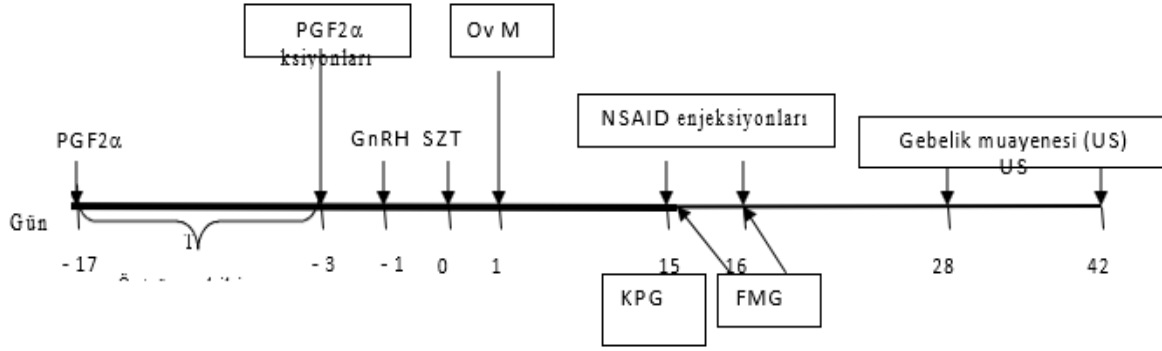 PGF2α
ksiyonları
Ov M
NSAID enjeksiyonları
Gebelik muayenesi (US)
US
PGF2α
GnRH SZT
Gün
-17
-3
-1
0
1
15
16
28
42
KPG
FMG